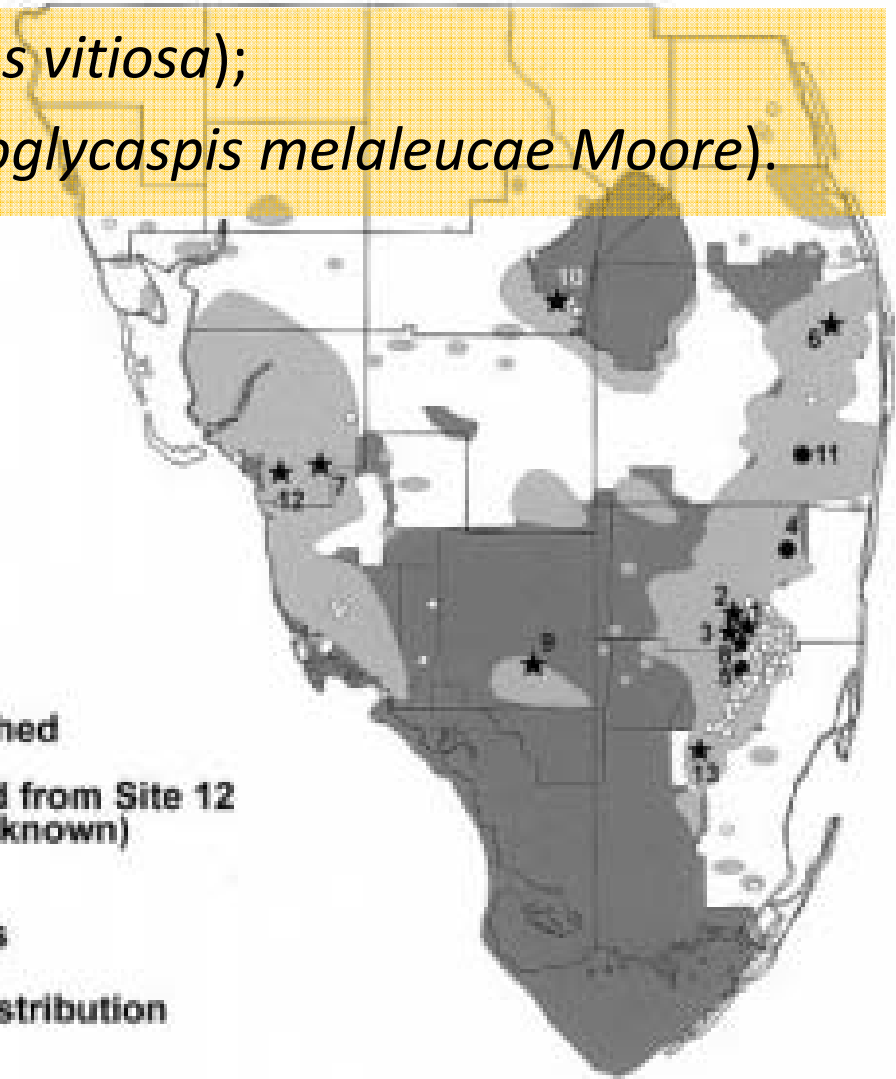 s vitiosa);
oglycaspis melaleucae Moore).
10
6
11
12
7
4
2
1
3
9
13
hed
d from Site 12
known)
s
stribution